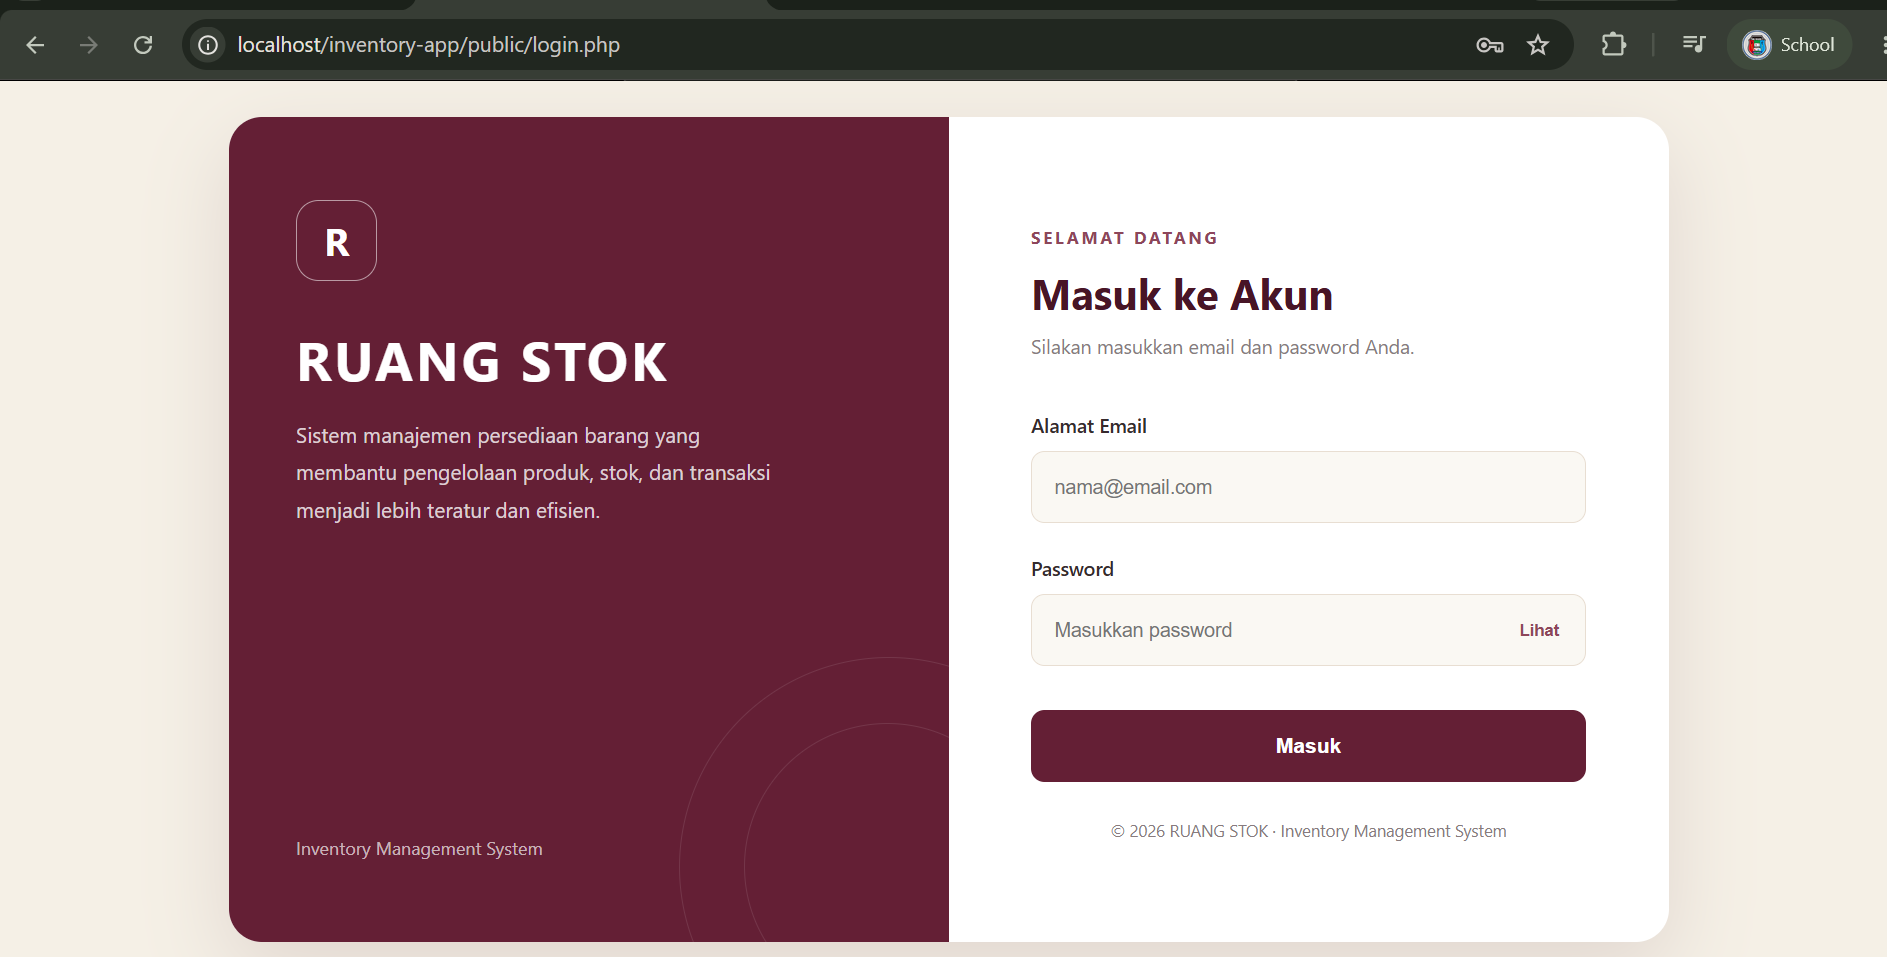 localhost/inventory-app/public/login.php
School
R
RUANG STOK
Sistem manajemen persediaan barang yang
membantu pengelolaan produk, stok, dan transaksi
menjadi lebih teratur dan efisien.
Inventory Management System
SELAMAT DATANG
Masuk ke Akun
Silakan masukkan email dan password Anda.
Alamat Email
nama@email.com
Password
Masukkan password
Lihat
Masuk
© 2026 RUANG STOK · Inventory Management System